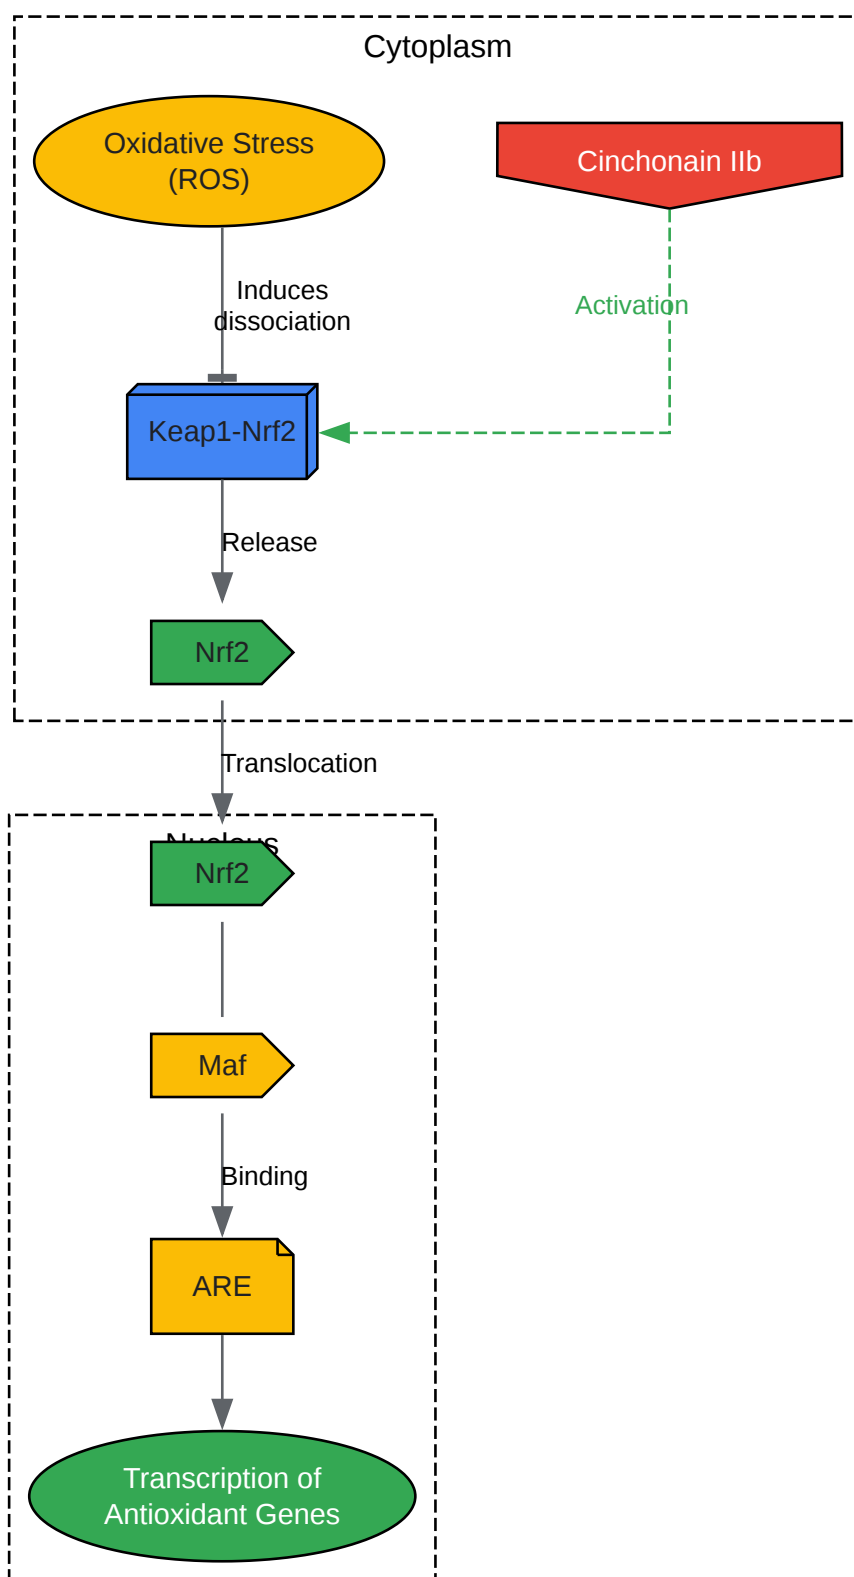 Cytoplasm
Oxidative Stress
(ROS)
Cinchonain IIb
Induces
dissociation
Activation
Keap1-Nrf2
Release
Nrf2
Translocation
Nucleus
Nrf2
Maf
Binding
ARE
Transcription of
Antioxidant Genes